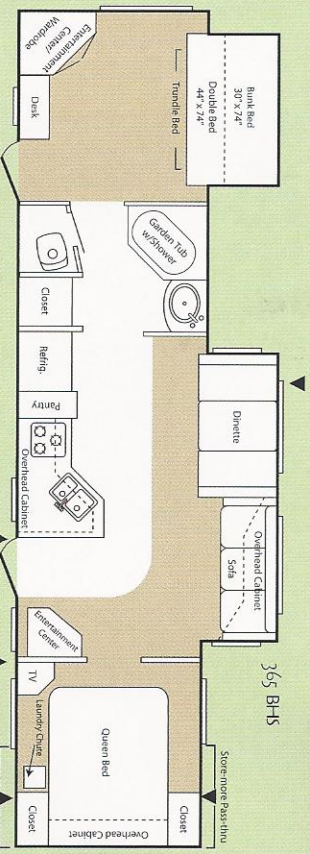 Entertainment
Center/
Wardrobe
Desk
Trundle Bed
Bunk Bed
30" x 74"
Double Bed
44" x 74"
Garden Tub
w/Shower
Closet
Refrig.
Pantry
Overhead Cabinet
Dinette
Overhead Cabinet
Sofa
Entertainment
Center
TV
Laundry Chute
Queen Bed
Closet
Overhead Cabinet
Closet
365 BHS
Store-more Pass-thru